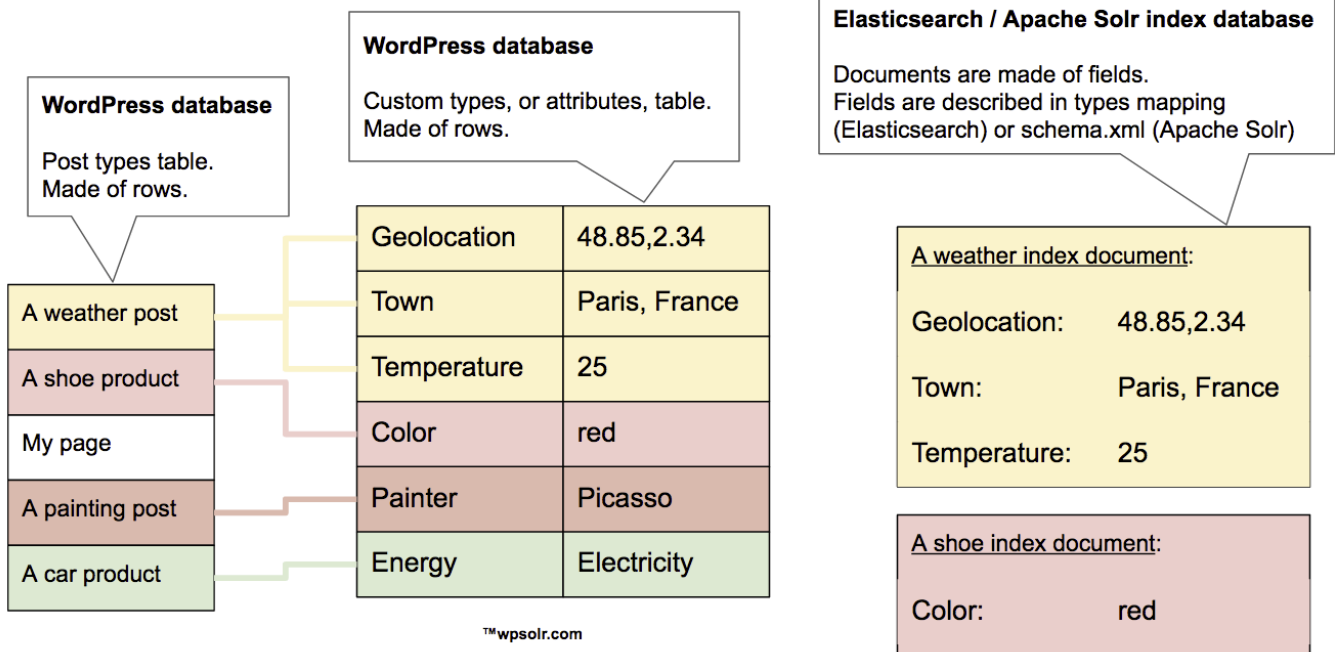 WordPress database
Post types table.
Made of rows.
A weather post
A shoe product
My page
A painting post
A car product
WordPress database
Custom types, or attributes, table.
Made of rows.
Geolocation 48.85,2.34
Town Paris, France
Temperature 25
Color red
Painter Picasso
Energy Electricity
™wpsolr.com
Elasticsearch / Apache Solr index database
Documents are made of fields.
Fields are described in types mapping
(Elasticsearch) or schema.xml (Apache Solr)
A weather index document:
Geolocation: 48.85,2.34
Town: Paris, France
Temperature: 25
A shoe index document:
Color: red